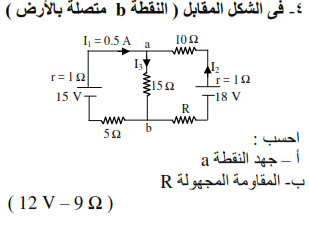 ٤- فى الشكل المقابل ( النقطة b متصلة بالأرض )
I₁ = 0.5 A a 10 Ω
I₃ I₂
r = 1 Ω 15 Ω r = 1 Ω
15 V 18 V
R
5 Ω b
احسب :
أ – جهد النقطة a
ب- المقاومة المجهولة R
( 12 V – 9 Ω )